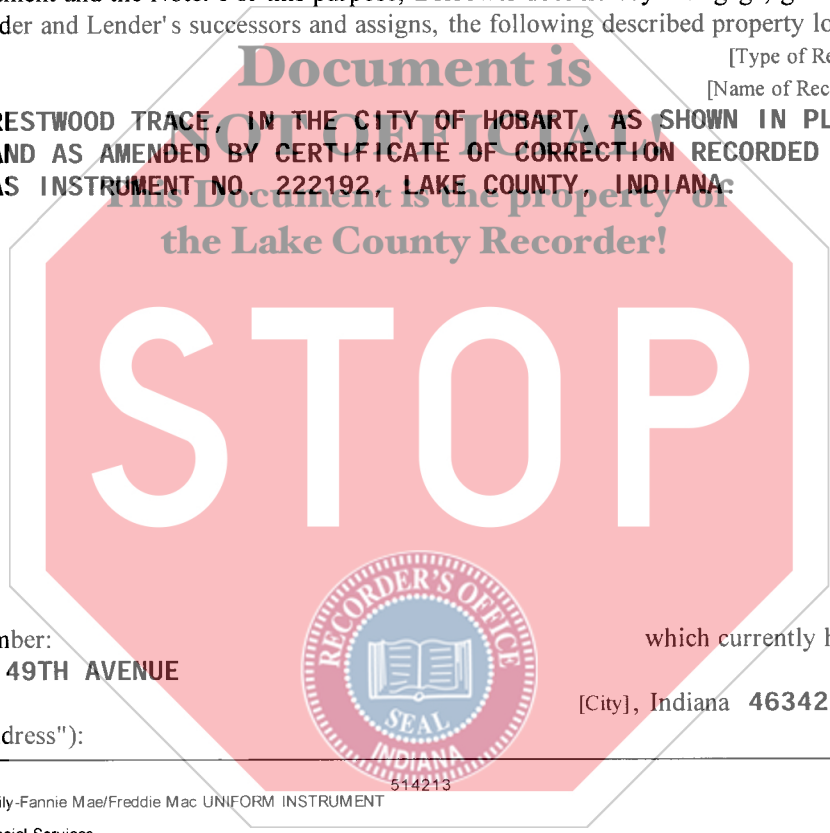 der and Lender's successors and assigns, the following described property lo
[Type of Re
[Name of Rec
Document is
NOT OFFICIAL!
RESTWOOD TRACE, IN THE CITY OF HOBART, AS SHOWN IN PL
AND AS AMENDED BY CERTIFICATE OF CORRECTION RECORDED
AS INSTRUMENT NO. 222192, LAKE COUNTY, INDIANA.
This Document is the property of
the Lake County Recorder!
STOP
RECORDER'S OFFICE
SEAL
INDIANA
mber:
which currently h
49TH AVENUE
[City], Indiana 46342
dress"):
514213
ily-Fannie Mae/Freddie Mac UNIFORM INSTRUMENT